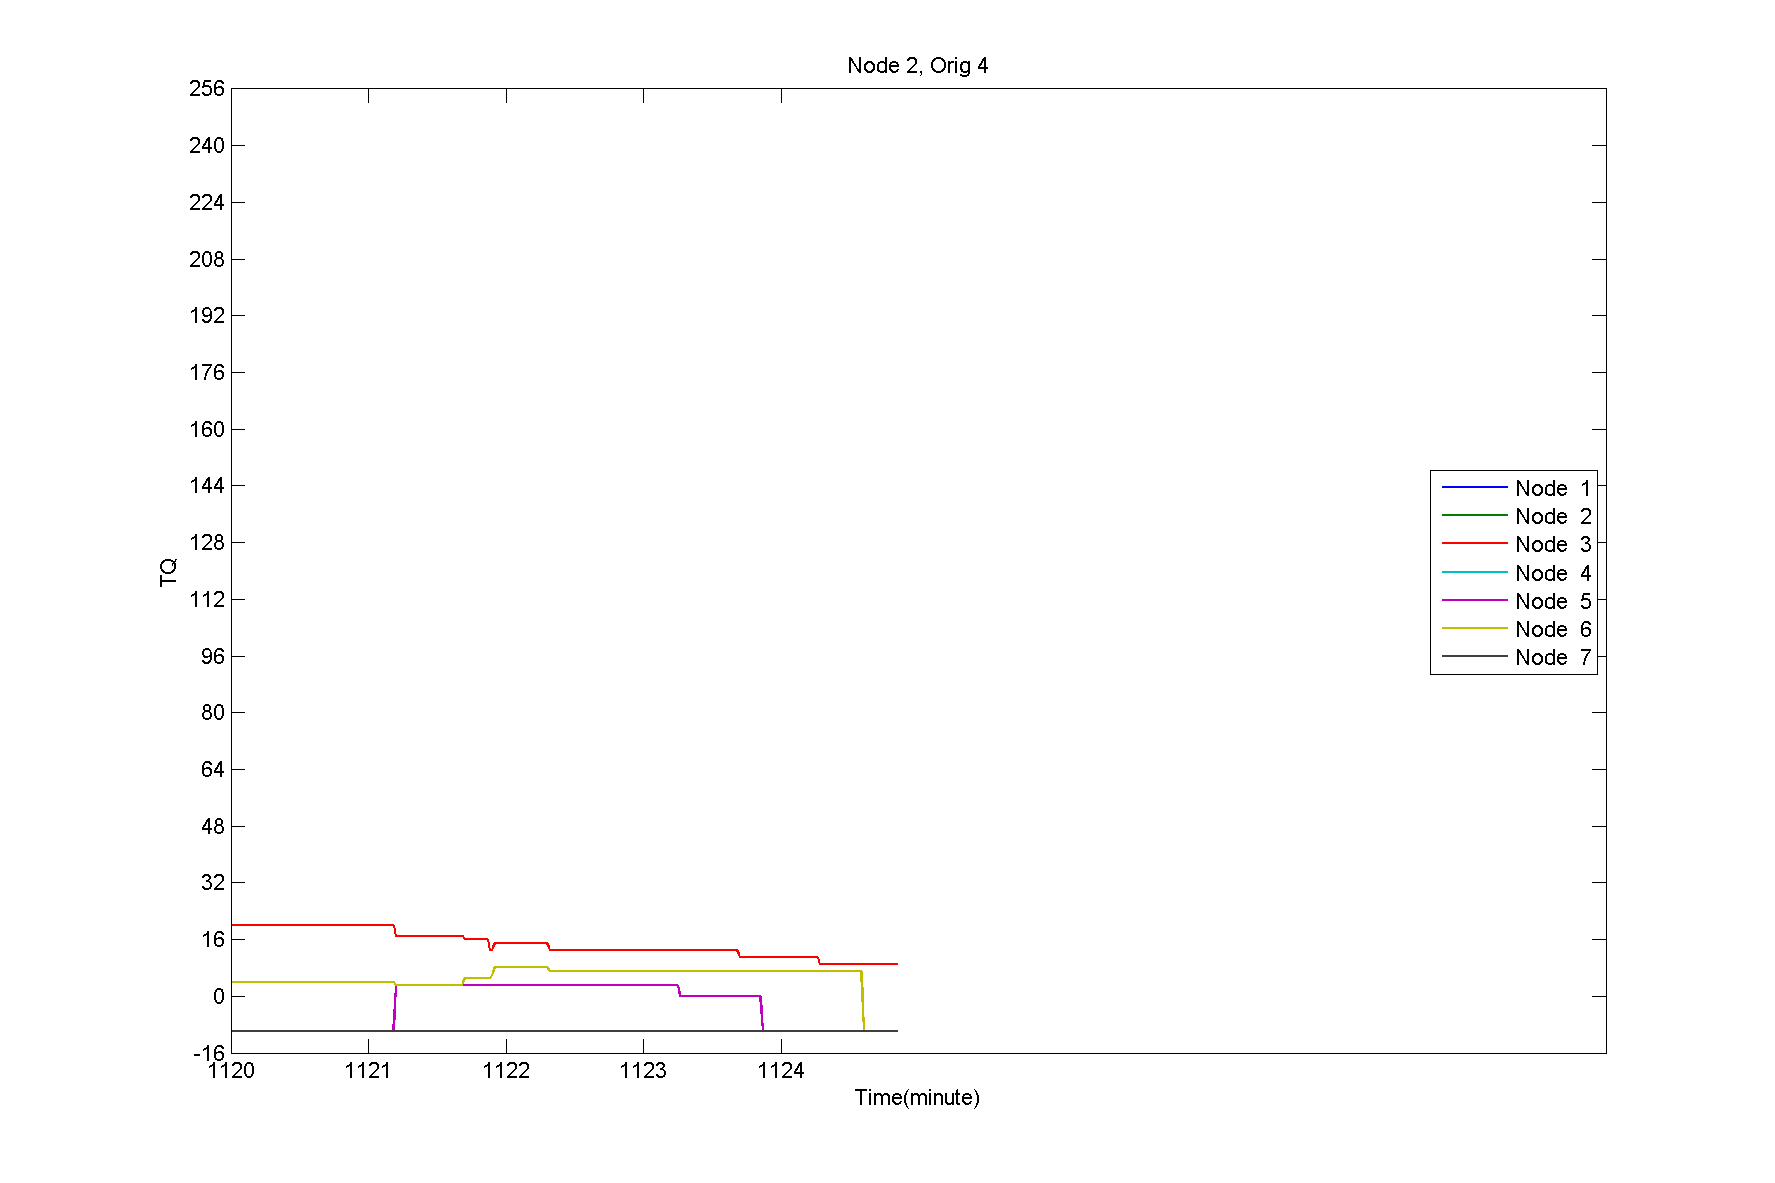 Node 2, Orig 4
256
240
224
208
192
176
160
144
128
112
96
80
64
48
32
16
0
-16
TQ
1120 1121 1122 1123 1124
Time(minute)
Node 1
Node 2
Node 3
Node 4
Node 5
Node 6
Node 7